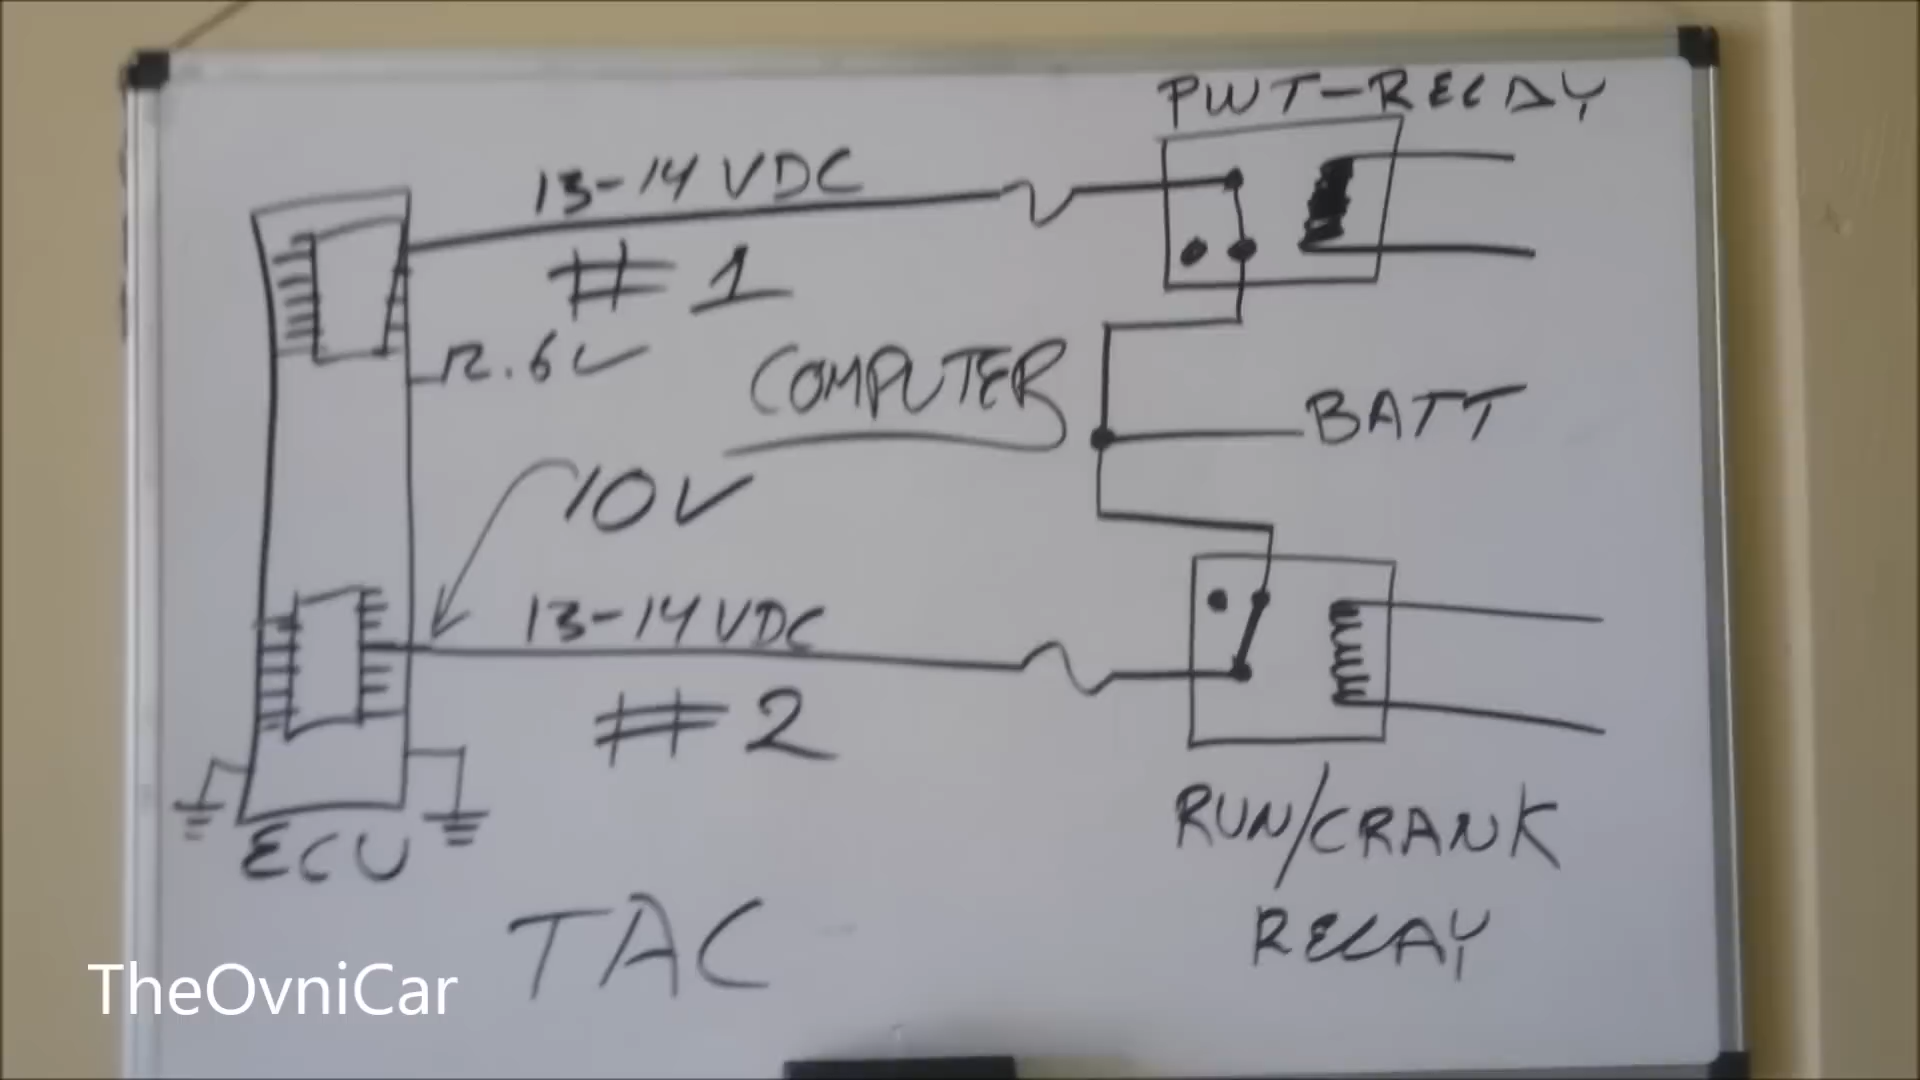 PWT-RELAY
13-14 VDC
#1
12.6V
COMPUTER
BATT
10V
13-14 VDC
#2
RUN/CRANK
RELAY
ECU
TAC
TheOvniCar